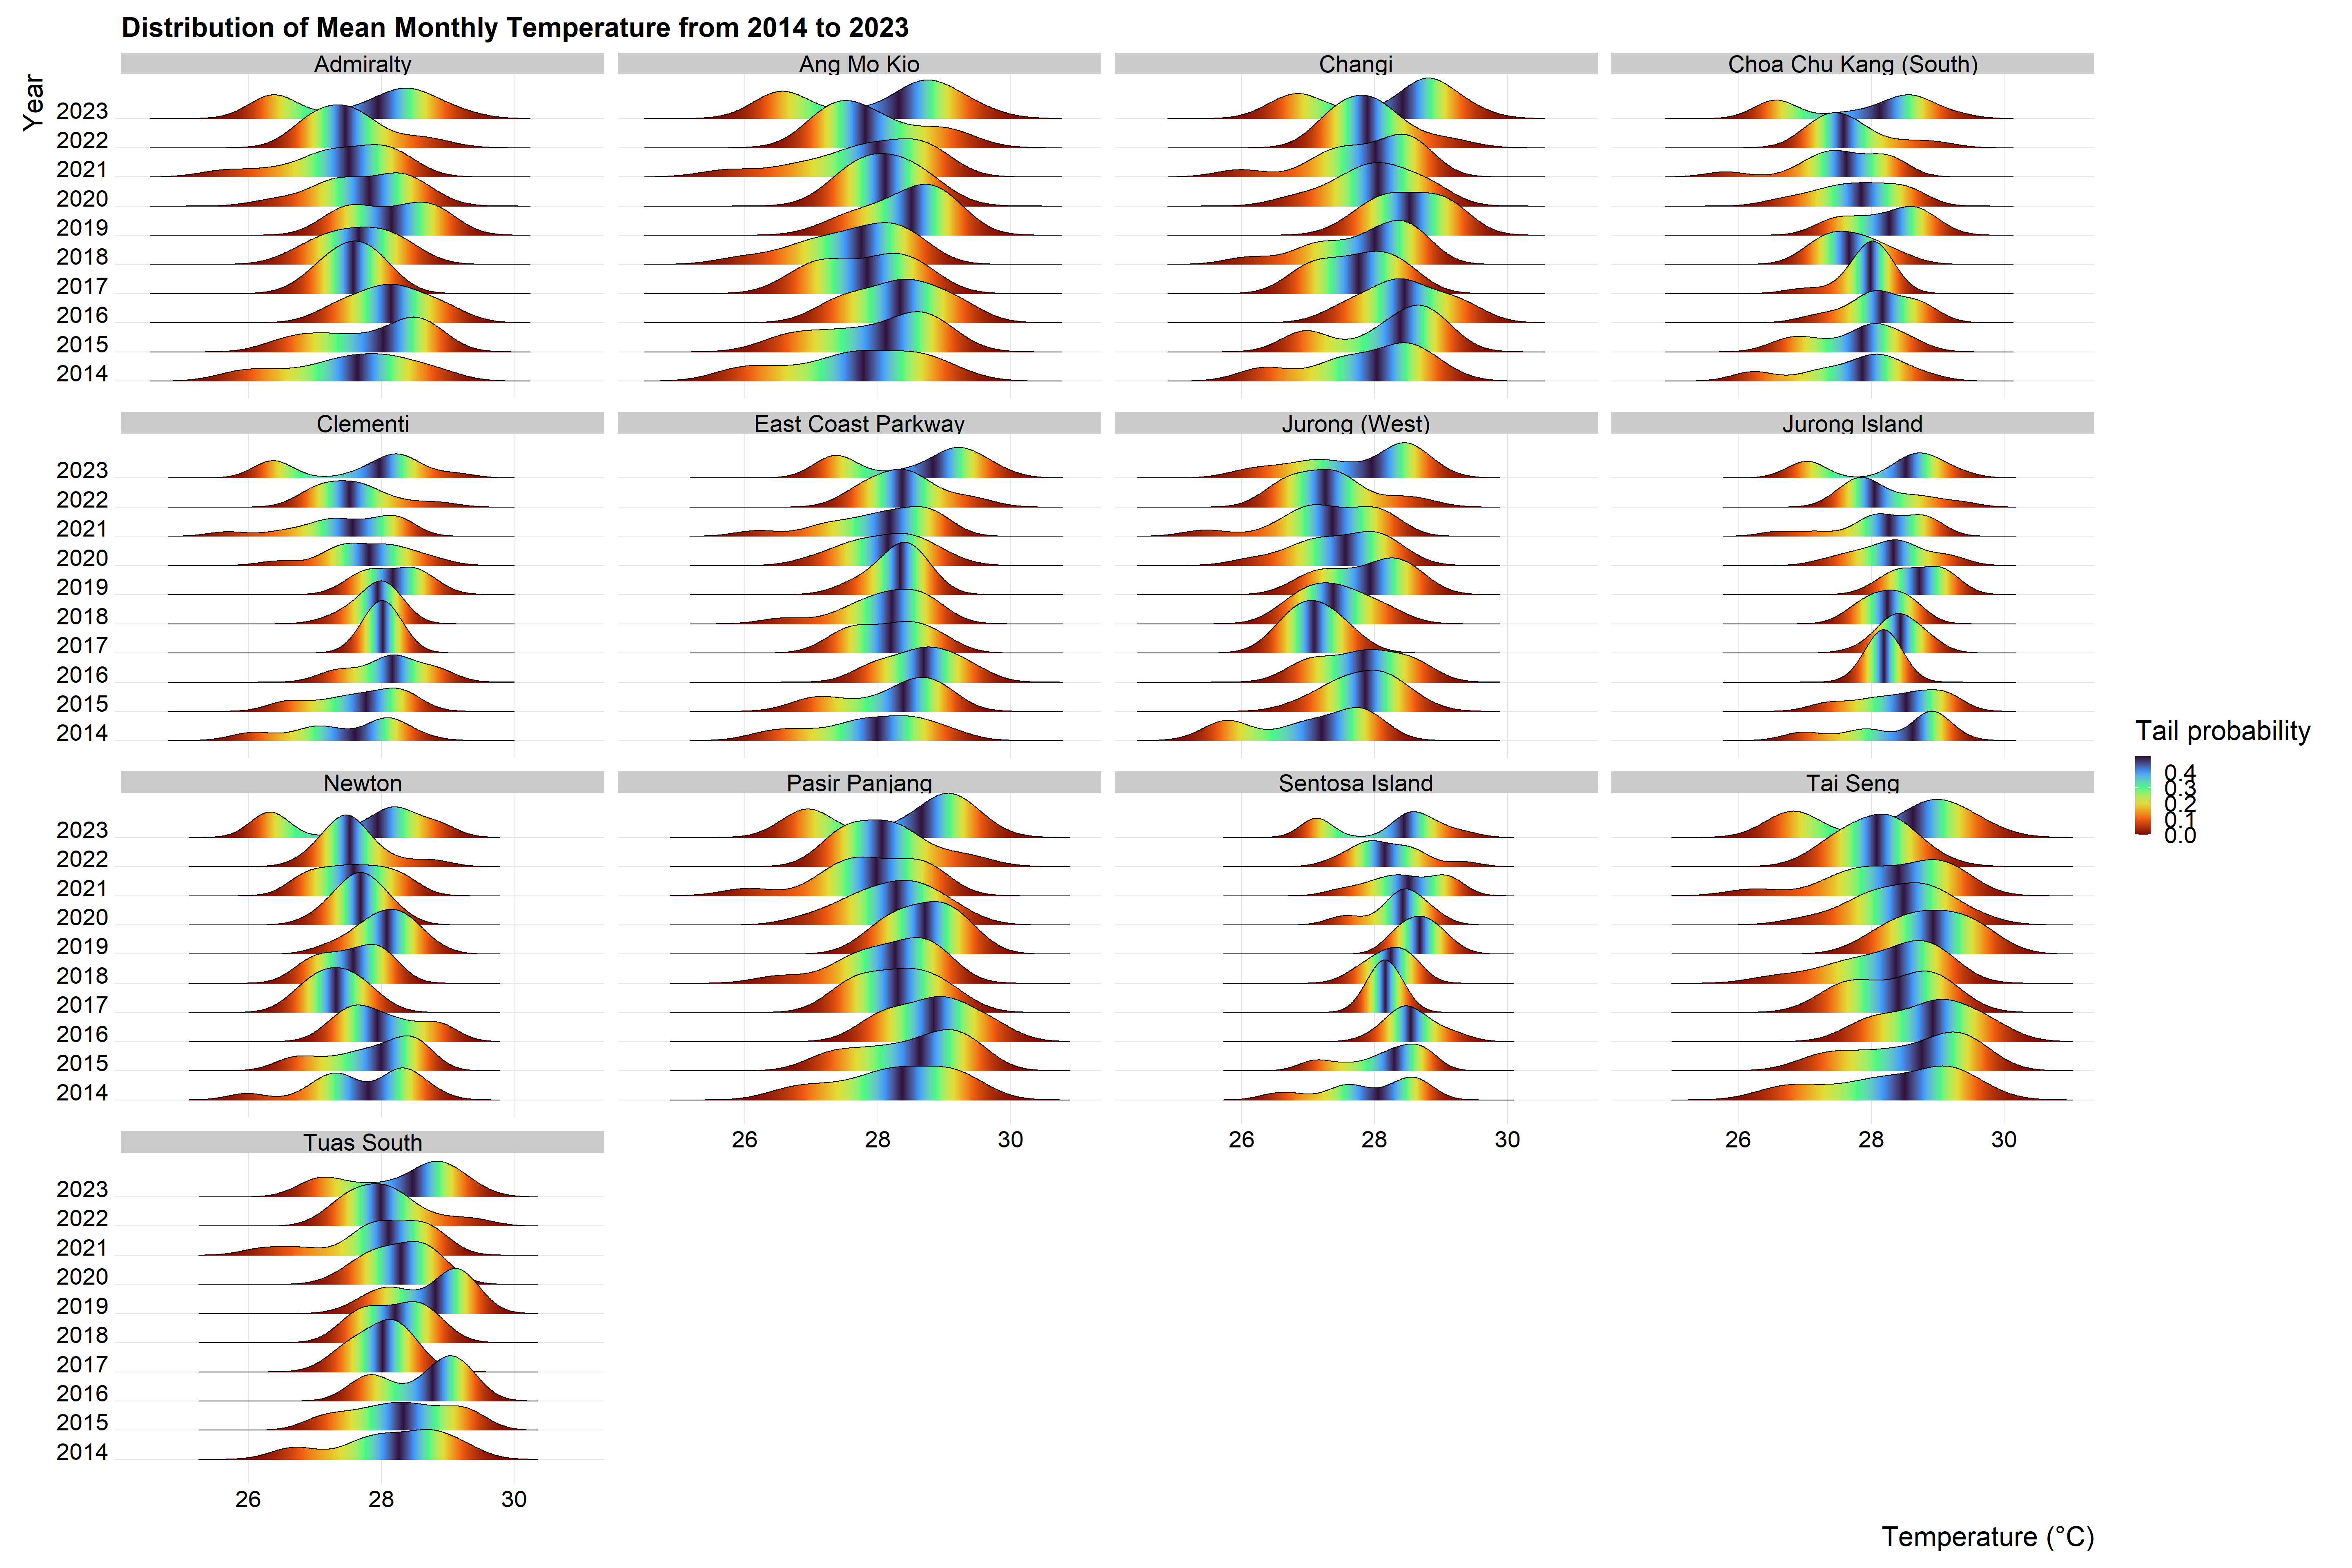 Distribution of Mean Monthly Temperature from 2014 to 2023
Year
Admiralty
Ang Mo Kio
Changi
Choa Chu Kang (South)
2023
2022
2021
2020
2019
2018
2017
2016
2015
2014
Clementi
East Coast Parkway
Jurong (West)
Jurong Island
2023
2022
2021
2020
2019
2018
2017
2016
2015
2014
Newton
Pasir Panjang
Sentosa Island
Tai Seng
2023
2022
2021
2020
2019
2018
2017
2016
2015
2014
26 28 30
26 28 30
26 28 30
Tuas South
2023
2022
2021
2020
2019
2018
2017
2016
2015
2014
26 28 30
Temperature (°C)
Tail probability
0.4
0.3
0.2
0.1
0.0